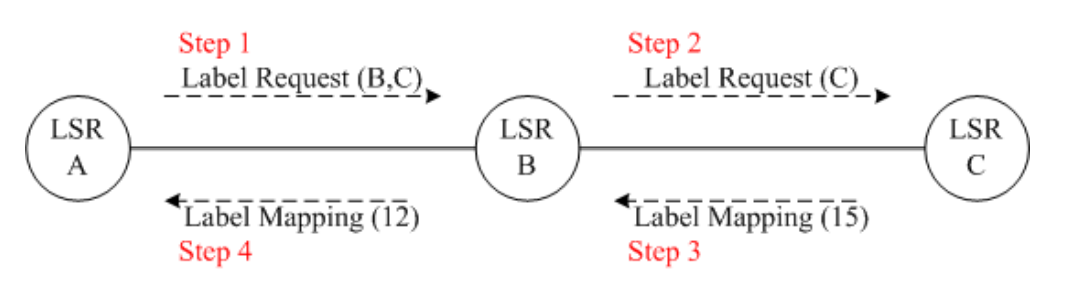 Step 1
Label Request (B,C)
Step 2
Label Request (C)
LSR
A
LSR
B
LSR
C
Label Mapping (12)
Step 4
Label Mapping (15)
Step 3